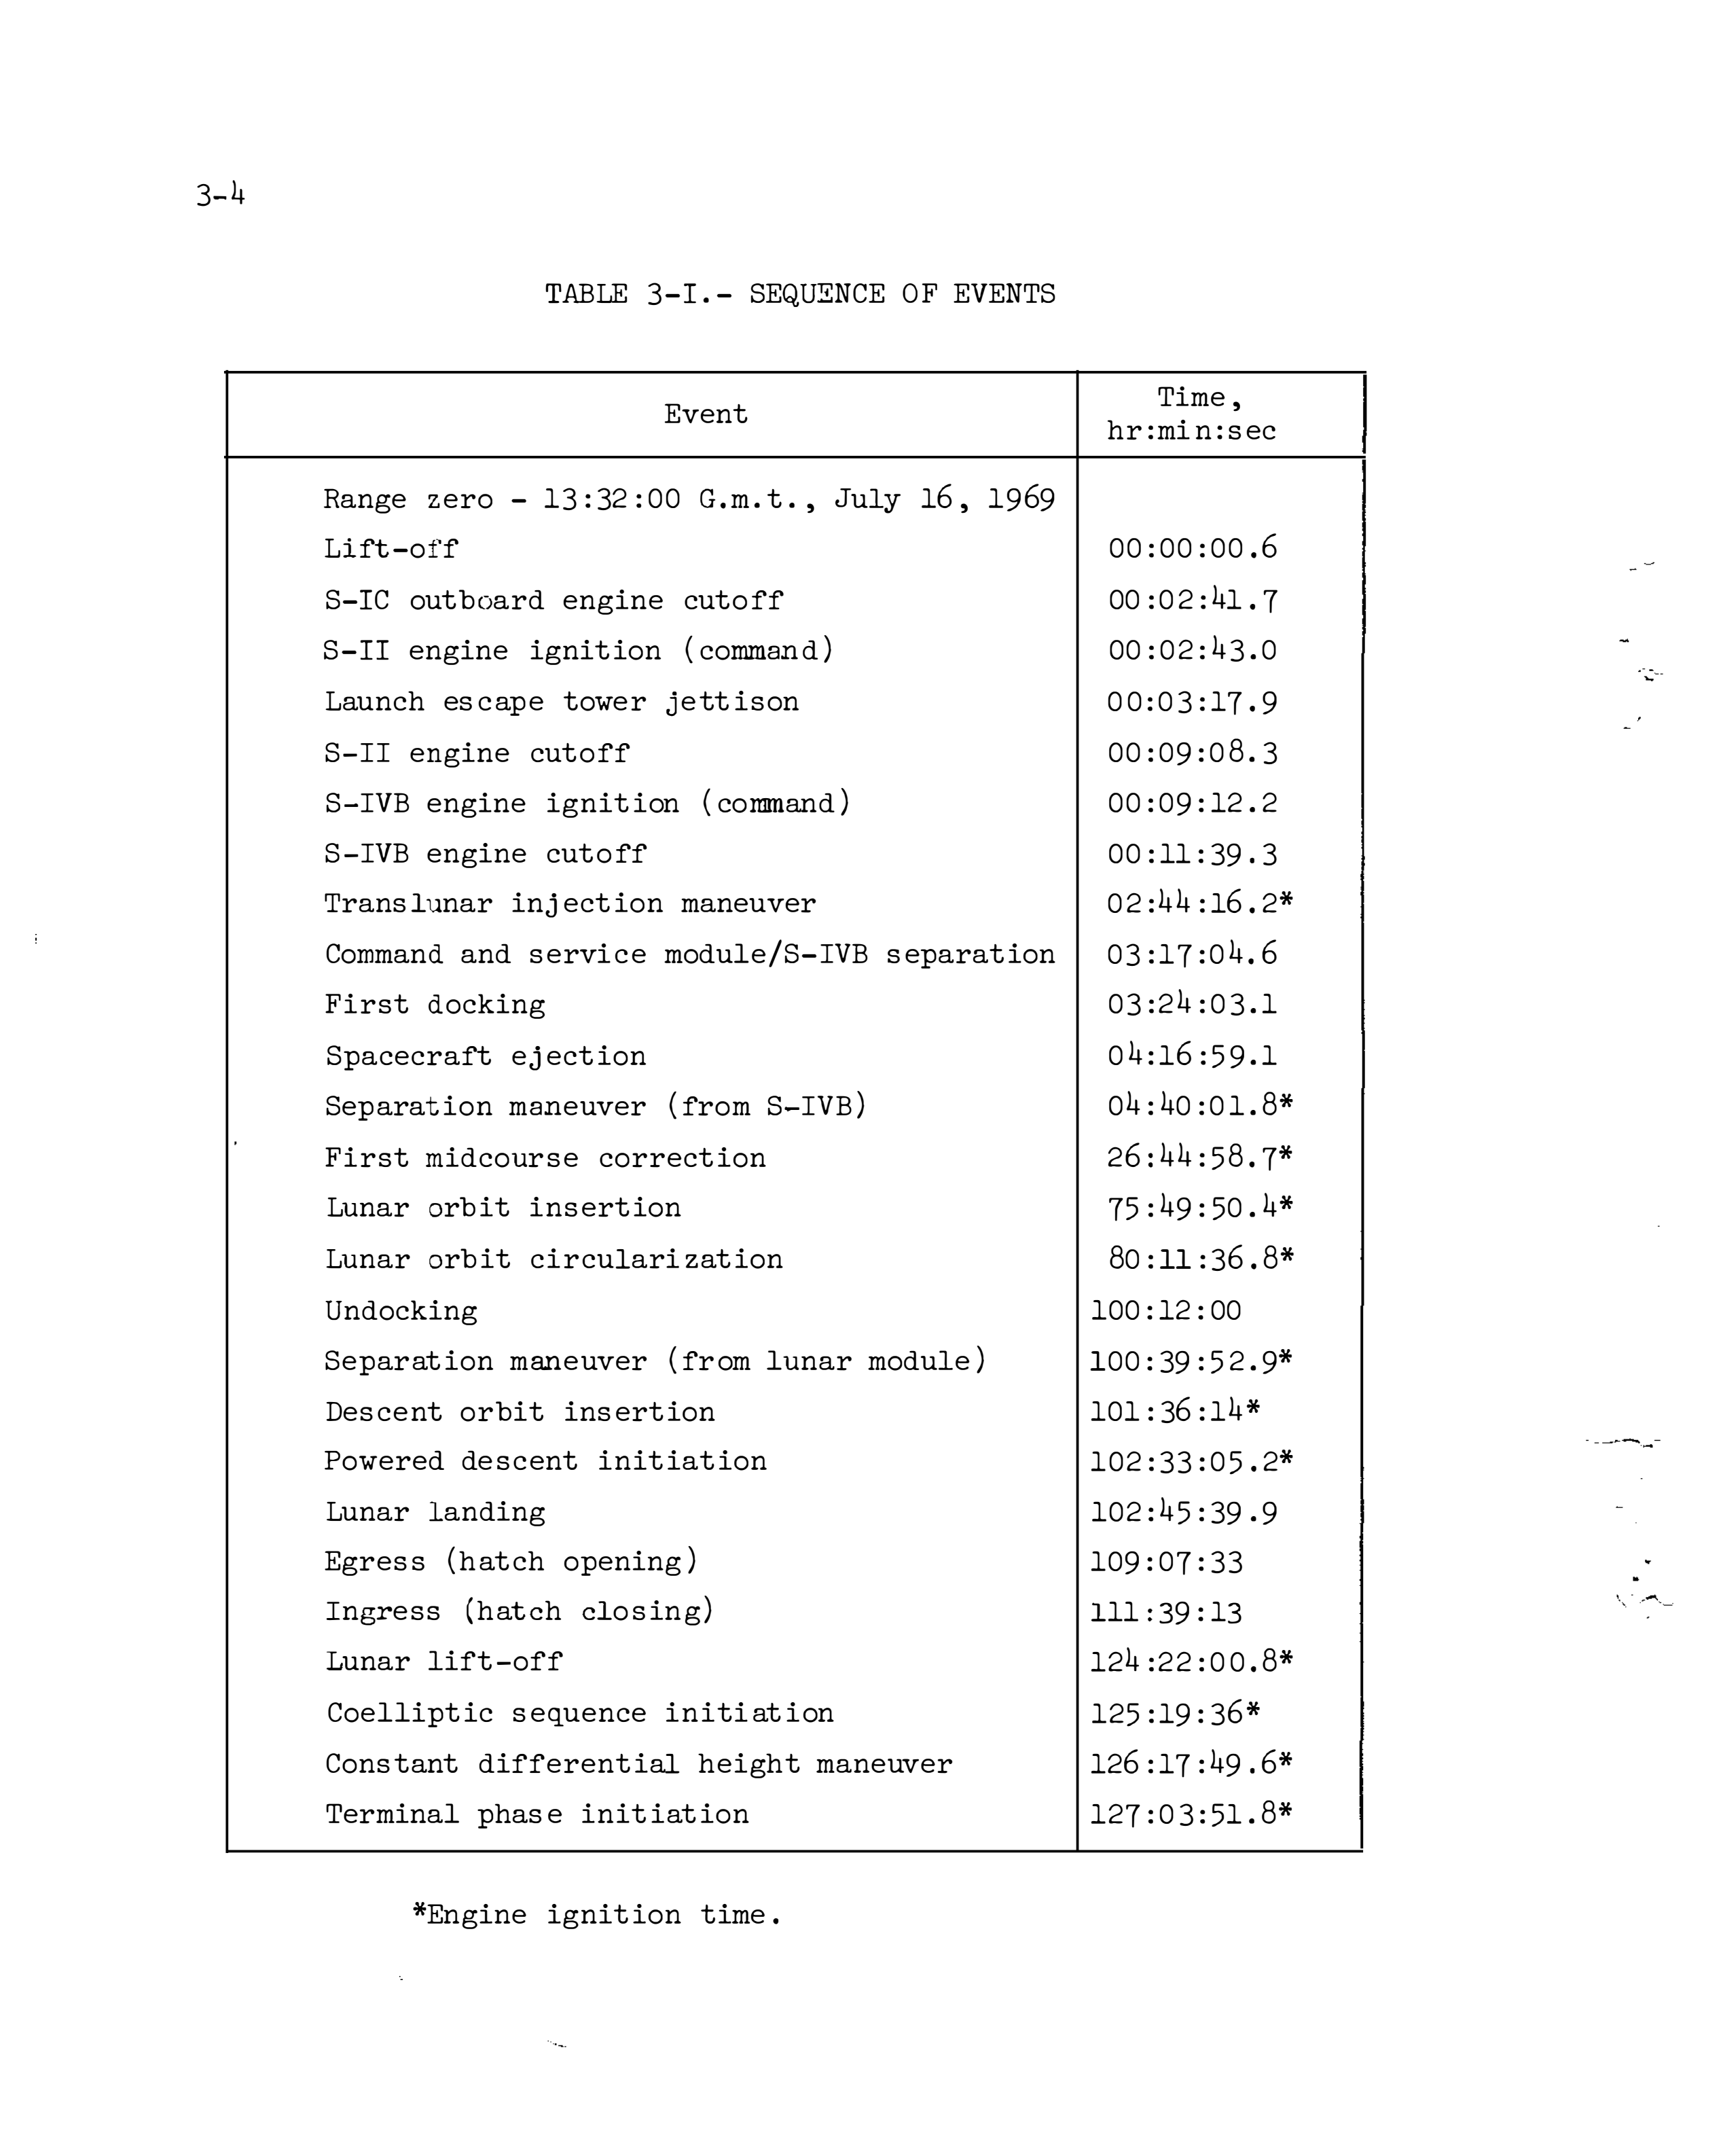 3-4
TABLE 3-I.- SEQUENCE OF EVENTS
Event
Time,
hr:min:sec
Range zero - 13:32:00 G.m.t., July 16, 1969
Lift-off 00:00:00.6
S-IC outboard engine cutoff 00:02:41.7
S-II engine ignition (command) 00:02:43.0
Launch escape tower jettison 00:03:17.9
S-II engine cutoff 00:09:08.3
S-IVB engine ignition (command) 00:09:12.2
S-IVB engine cutoff 00:11:39.3
Translunar injection maneuver 02:44:16.2*
Command and service module/S-IVB separation 03:17:04.6
First docking 03:24:03.1
Spacecraft ejection 04:16:59.1
Separation maneuver (from S-IVB) 04:40:01.8*
First midcourse correction 26:44:58.7*
Lunar orbit insertion 75:49:50.4*
Lunar orbit circularization 80:11:36.8*
Undocking 100:12:00
Separation maneuver (from lunar module) 100:39:52.9*
Descent orbit insertion 101:36:14*
Powered descent initiation 102:33:05.2*
Lunar landing 102:45:39.9
Egress (hatch opening) 109:07:33
Ingress (hatch closing) 111:39:13
Lunar lift-off 124:22:00.8*
Coelliptic sequence initiation 125:19:36*
Constant differential height maneuver 126:17:49.6*
Terminal phase initiation 127:03:51.8*
*Engine ignition time.